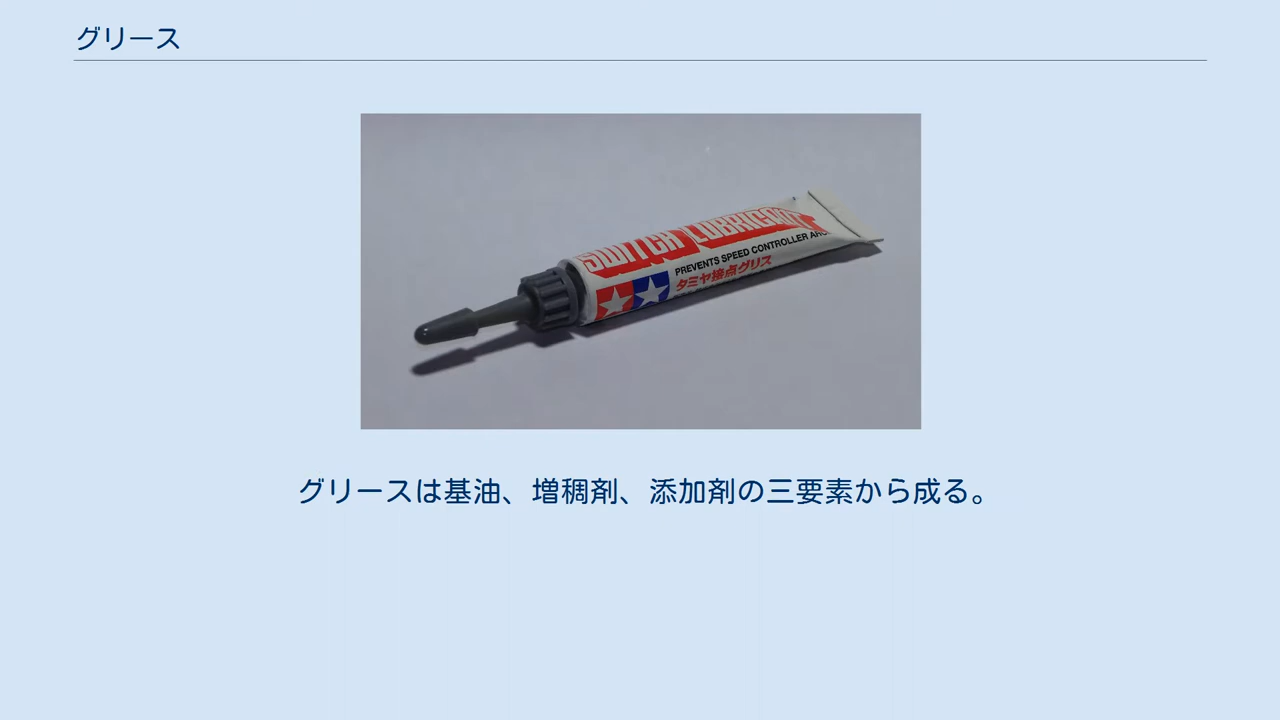 グリース
SWITCH LUBRICANT
PREVENTS SPEED CONTROLLER
タミヤ接点グリス
グリースは基油、増稠剤、添加剤の三要素から成る。